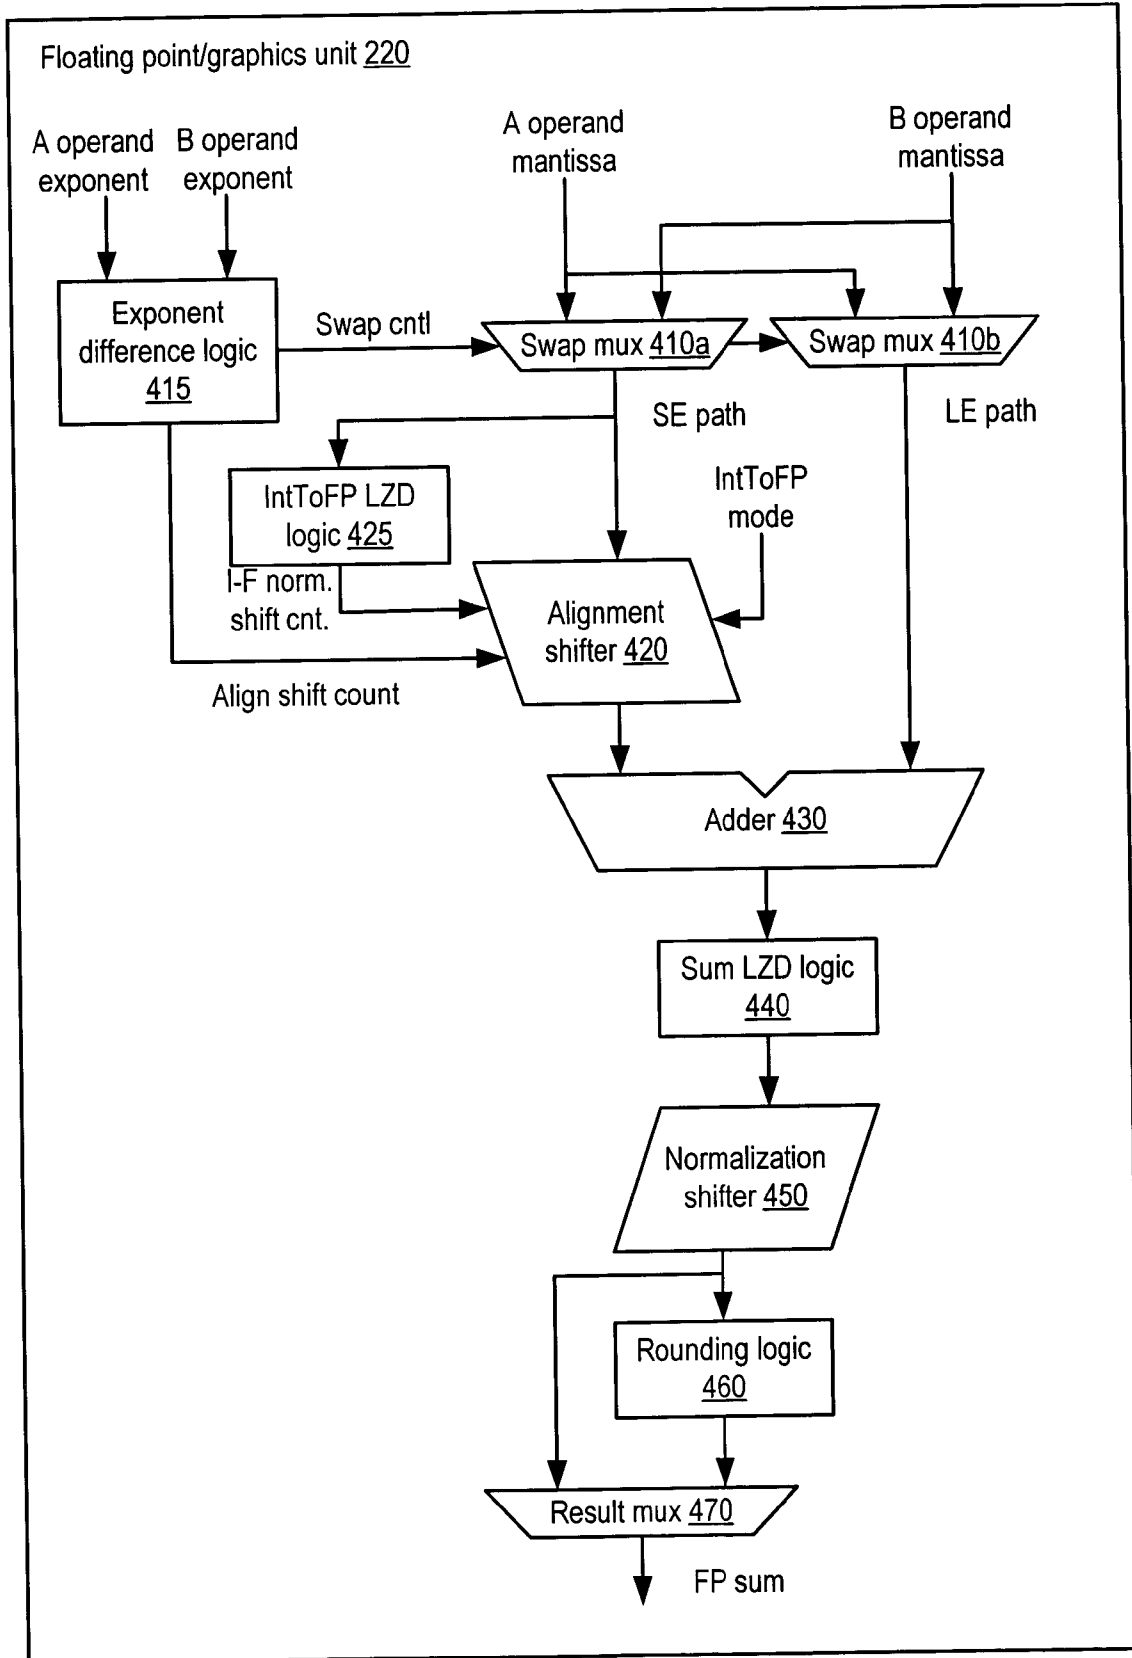 Floating point/graphics unit 220
A operand
exponent
B operand
exponent
A operand
mantissa
B operand
mantissa
Exponent
difference logic
415
Swap cntl
Swap mux 410a
Swap mux 410b
SE path
LE path
IntToFP LZD
logic 425
IntToFP
mode
I-F norm.
shift cnt.
Alignment
shifter 420
Align shift count
Adder 430
Sum LZD logic
440
Normalization
shifter 450
Rounding logic
460
Result mux 470
FP sum